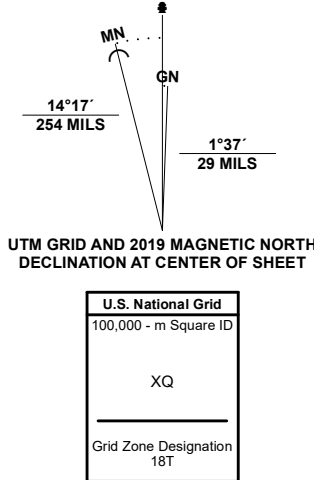 MN
GN
14°17´
254 MILS
1°37´
29 MILS
UTM GRID AND 2019 MAGNETIC NORTH
DECLINATION AT CENTER OF SHEET
U.S. National Grid
100,000 - m Square ID
XQ
Grid Zone Designation
18T